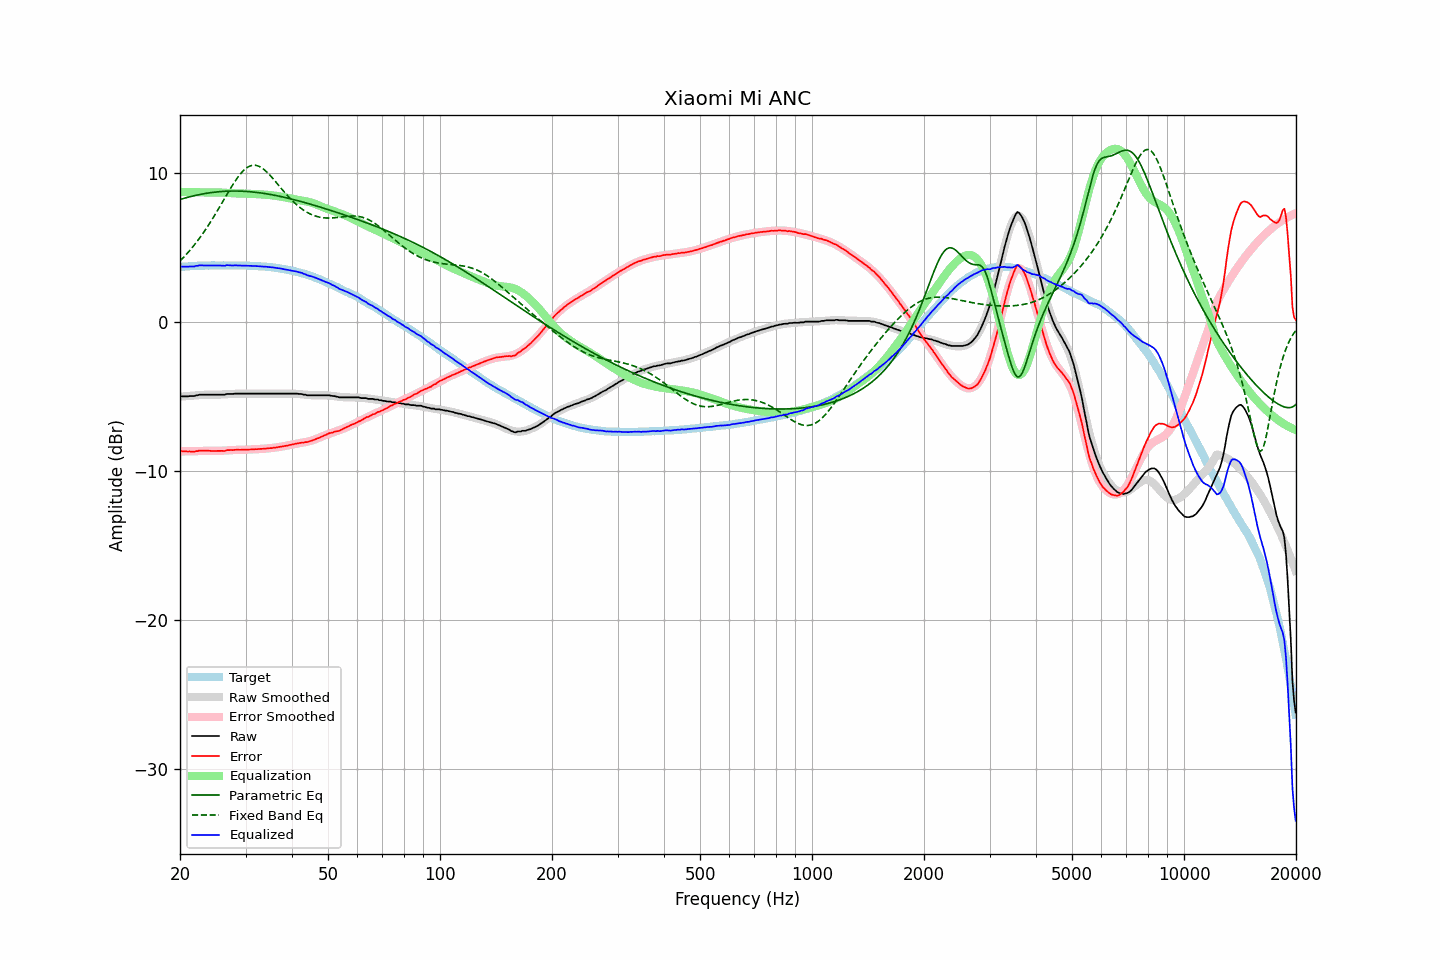 Xiaomi Mi ANC
10
0
−10
−20
−30
Amplitude (dBr)
Target
Raw Smoothed
Error Smoothed
Raw
Error
Equalization
Parametric Eq
Fixed Band Eq
Equalized
20 50 100 200 500 1000 2000 5000 10000 20000
Frequency (Hz)